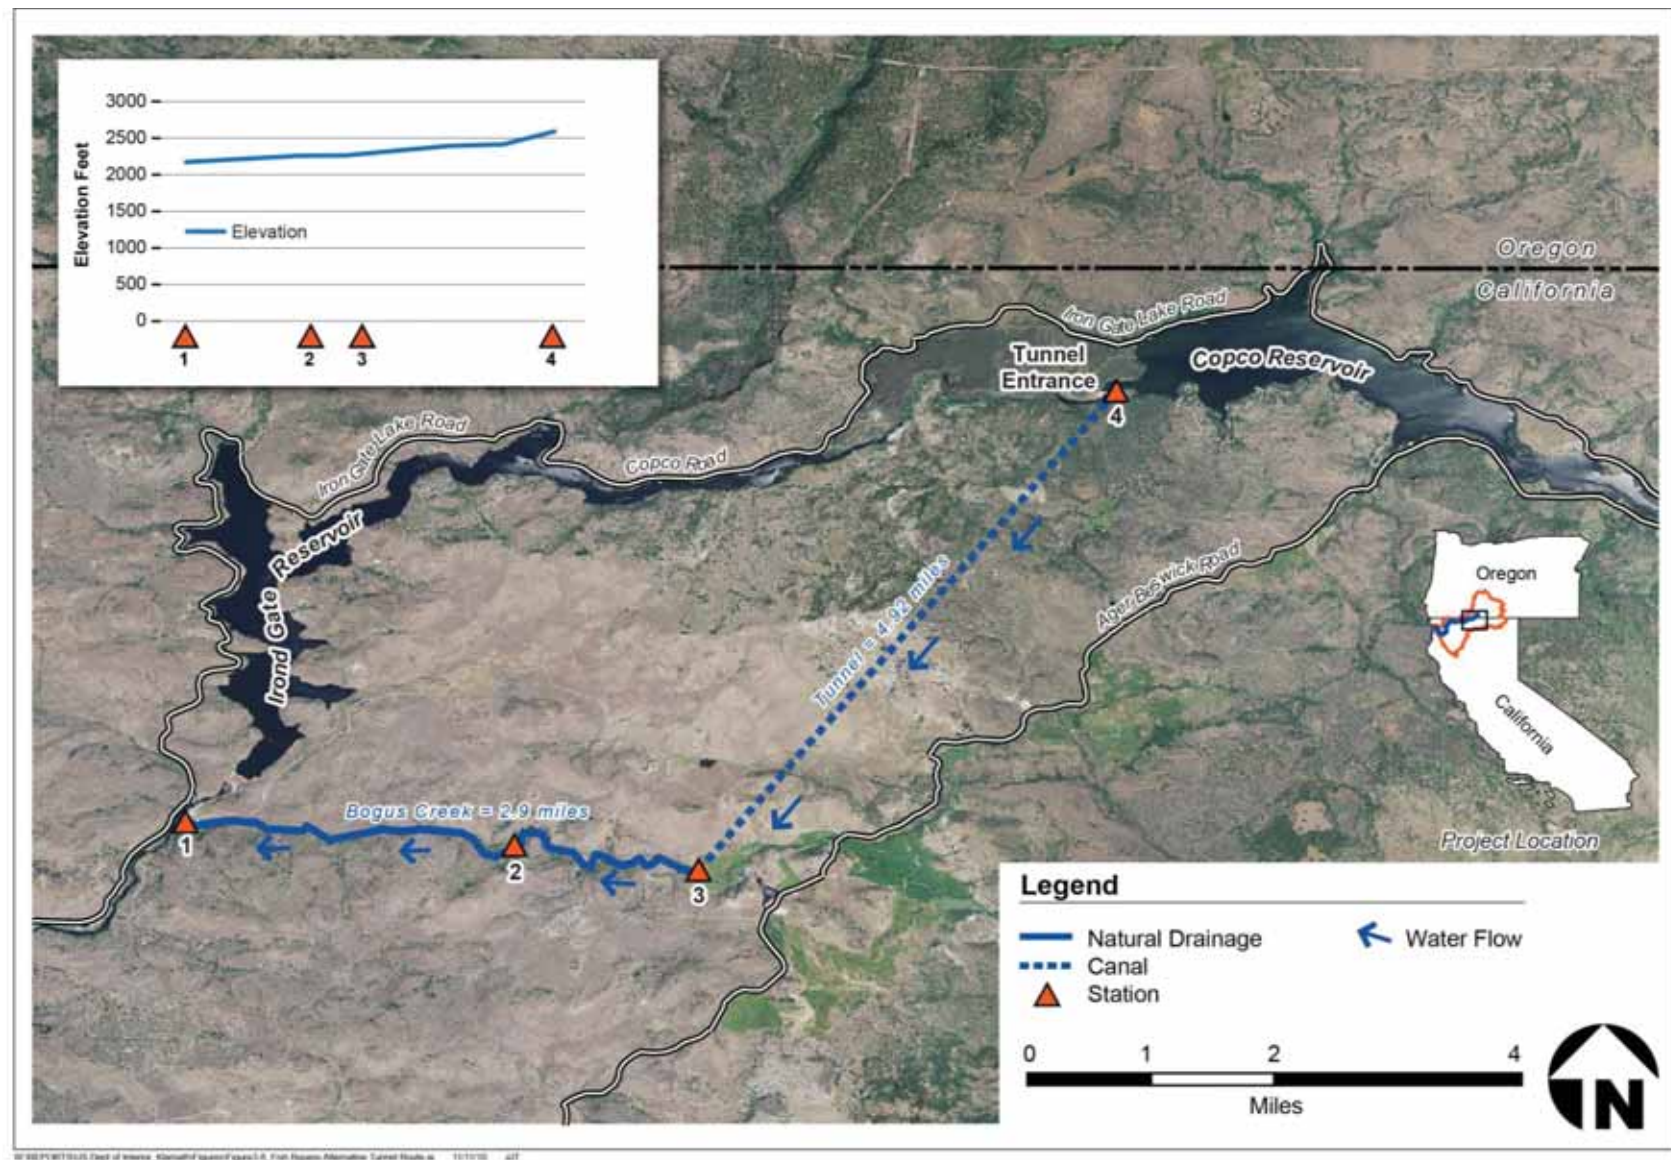 3000
2500
2000
1500
1000
500
0
Elevation Feet
Elevation
1
2
3
4
Oregon
California
Iron Gate Lake Road
Tunnel
Entrance
Copco Reservoir
4
Iron Gate Lake Road
Copco Road
Irond Gate Reservoir
Tunnel = 4.92 miles
Ager Beswick Road
Oregon
California
Project Location
Bogus Creek = 2.9 miles
1
2
3
Legend
Natural Drainage
Water Flow
Canal
Station
0 1 2 4
Miles
N